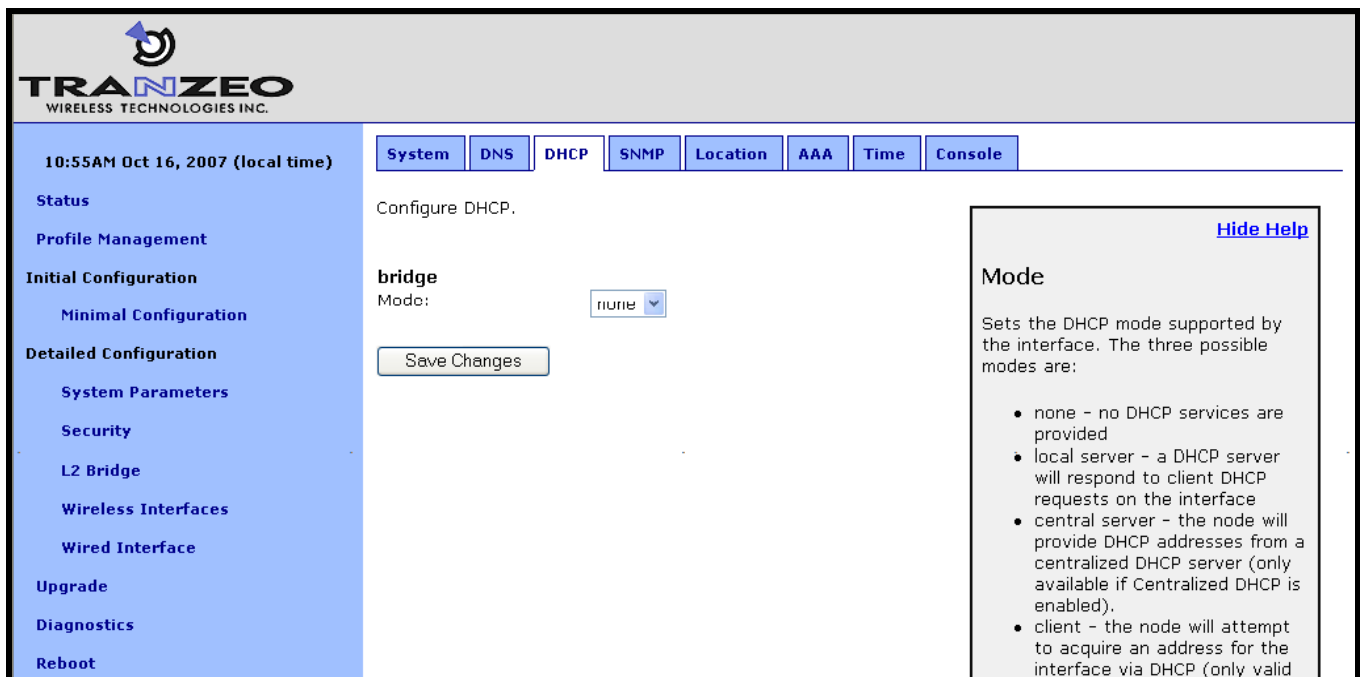 TRANZEO
WIRELESS TECHNOLOGIES INC.
10:55AM Oct 16, 2007 (local time)
Status
Profile Management
Initial Configuration
Minimal Configuration
Detailed Configuration
System Parameters
Security
L2 Bridge
Wireless Interfaces
Wired Interface
Upgrade
Diagnostics
Reboot
System DNS DHCP SNMP Location AAA Time Console
Configure DHCP.
bridge
Mode: none
Save Changes
Hide Help
Mode
Sets the DHCP mode supported by
the interface. The three possible
modes are:
• none - no DHCP services are
provided
• local server - a DHCP server
will respond to client DHCP
requests on the interface
• central server - the node will
provide DHCP addresses from a
centralized DHCP server (only
available if Centralized DHCP is
enabled).
• client - the node will attempt
to acquire an address for the
interface via DHCP (only valid